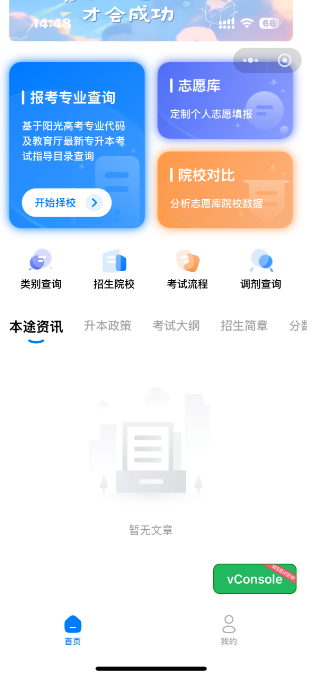 才会成功
14:48
66
报考专业查询
基于阳光高考专业代码
及教育厅最新专升本考
试指导目录查询
开始择校
志愿库
定制个人志愿填报
院校对比
分析志愿库院校数据
类别查询
招生院校
考试流程
调剂查询
本途资讯
升本政策
考试大纲
招生简章
分数
暂无文章
vConsole
首页
我的